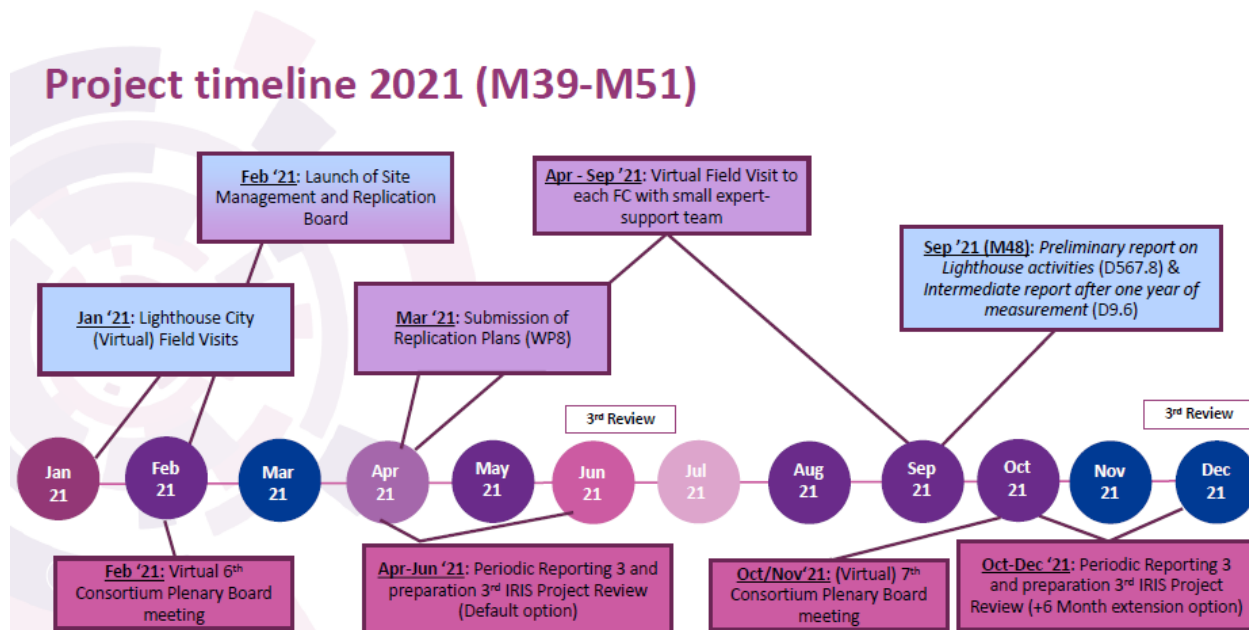 Project timeline 2021 (M39-M51)
Feb ‘21: Launch of Site
Management and Replication
Board
Apr - Sep ’21: Virtual Field Visit to
each FC with small expert-
support team
Sep ’21 (M48): Preliminary report on
Lighthouse activities (D567.8) &
Intermediate report after one year of
measurement (D9.6)
Jan ‘21: Lighthouse City
(Virtual) Field Visits
Mar ‘21: Submission of
Replication Plans (WP8)
3rd Review
3rd Review
Jan
21
Feb
21
Mar
21
Apr
21
May
21
Jun
21
Jul
21
Aug
21
Sep
21
Oct
21
Nov
21
Dec
21
Feb ‘21: Virtual 6th
Consortium Plenary Board
meeting
Apr-Jun ‘21: Periodic Reporting 3 and
preparation 3rd IRIS Project Review
(Default option)
Oct/Nov‘21: (Virtual) 7th
Consortium Plenary Board
meeting
Oct-Dec ‘21: Periodic Reporting 3
and preparation 3rd IRIS Project
Review (+6 Month extension option)